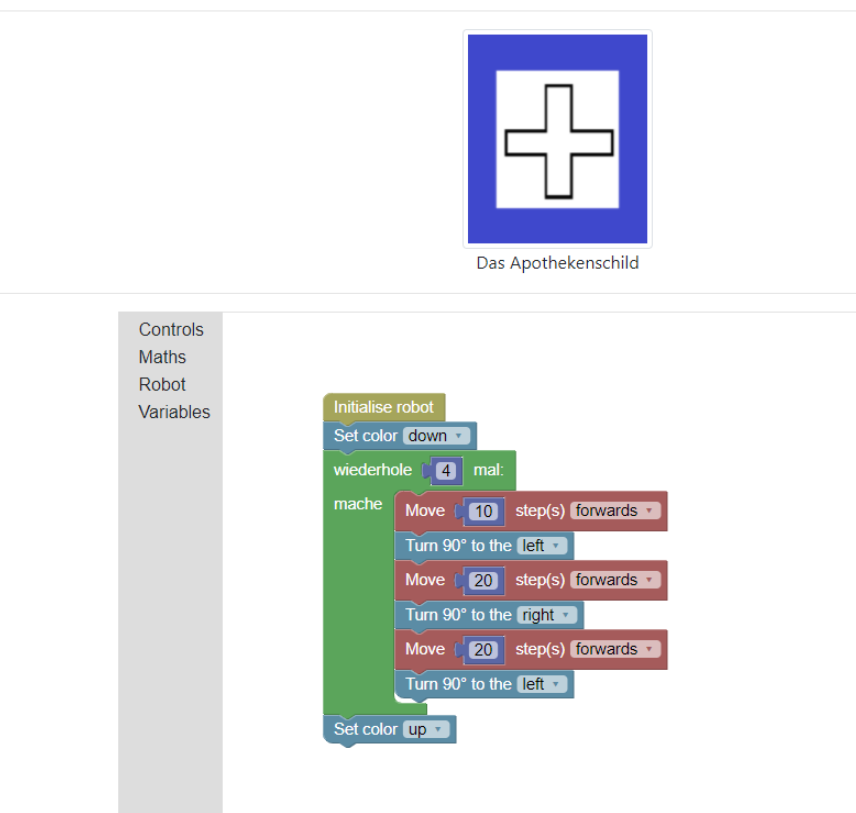 Das Apothekenschild
Controls
Maths
Robot
Variables
Initialise robot
Set color down
wiederhole 4 mal:
mache
Move 10 step(s) forwards
Turn 90° to the left
Move 20 step(s) forwards
Turn 90° to the right
Move 20 step(s) forwards
Turn 90° to the left
Set color up